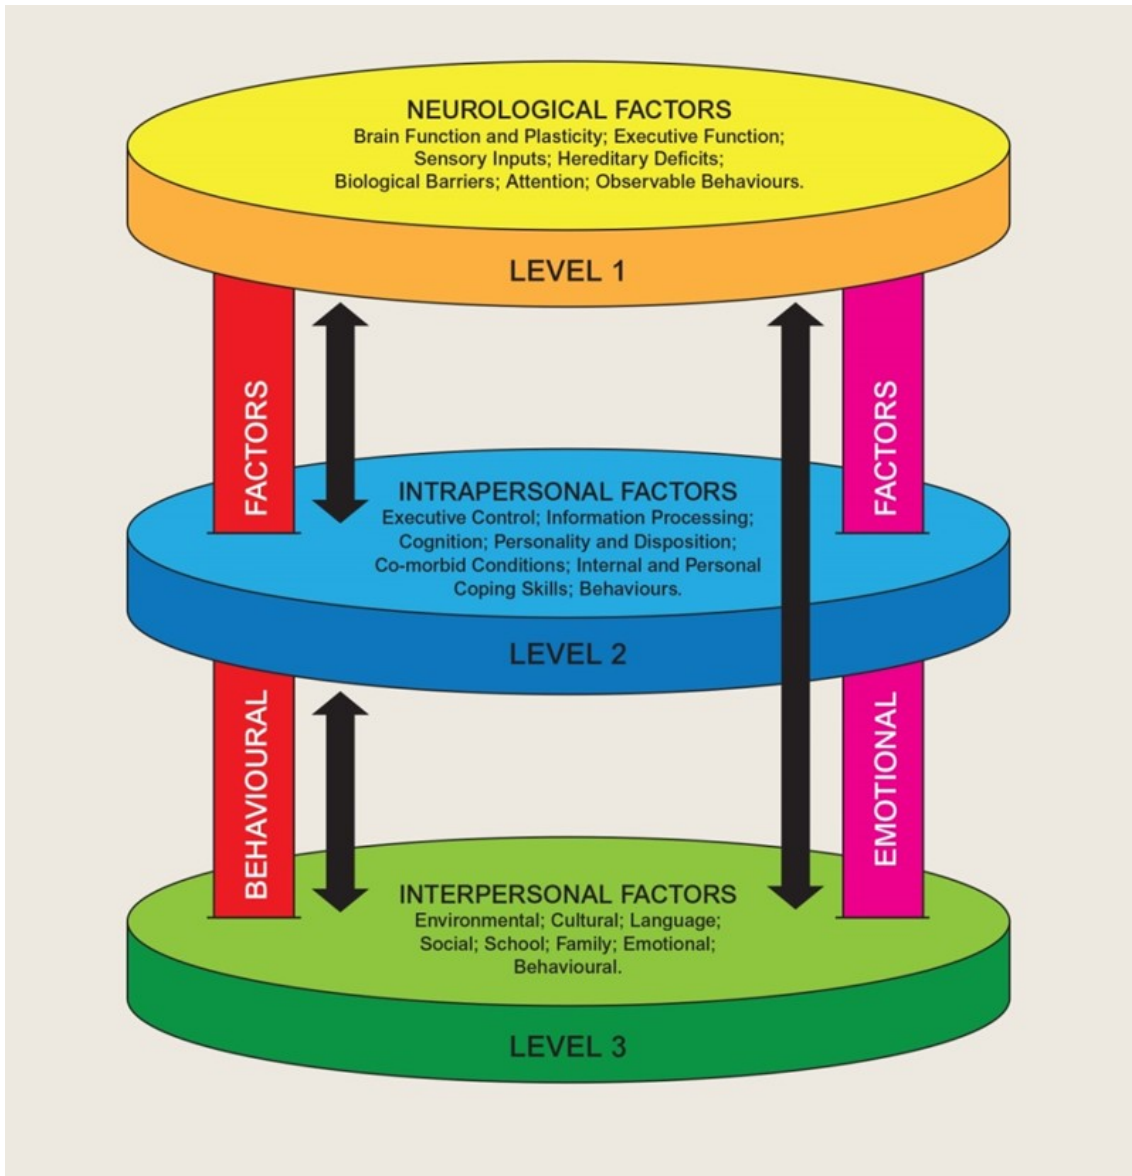 NEUROLOGICAL FACTORS
Brain Function and Plasticity; Executive Function;
Sensory Inputs; Hereditary Deficits;
Biological Barriers; Attention; Observable Behaviours.
LEVEL 1
FACTORS
FACTORS
INTRAPERSONAL FACTORS
Executive Control; Information Processing;
Cognition; Personality and Disposition;
Co-morbid Conditions; Internal and Personal
Coping Skills; Behaviours.
LEVEL 2
BEHAVIOURAL
EMOTIONAL
INTERPERSONAL FACTORS
Environmental; Cultural; Language;
Social; School; Family; Emotional;
Behavioural.
LEVEL 3